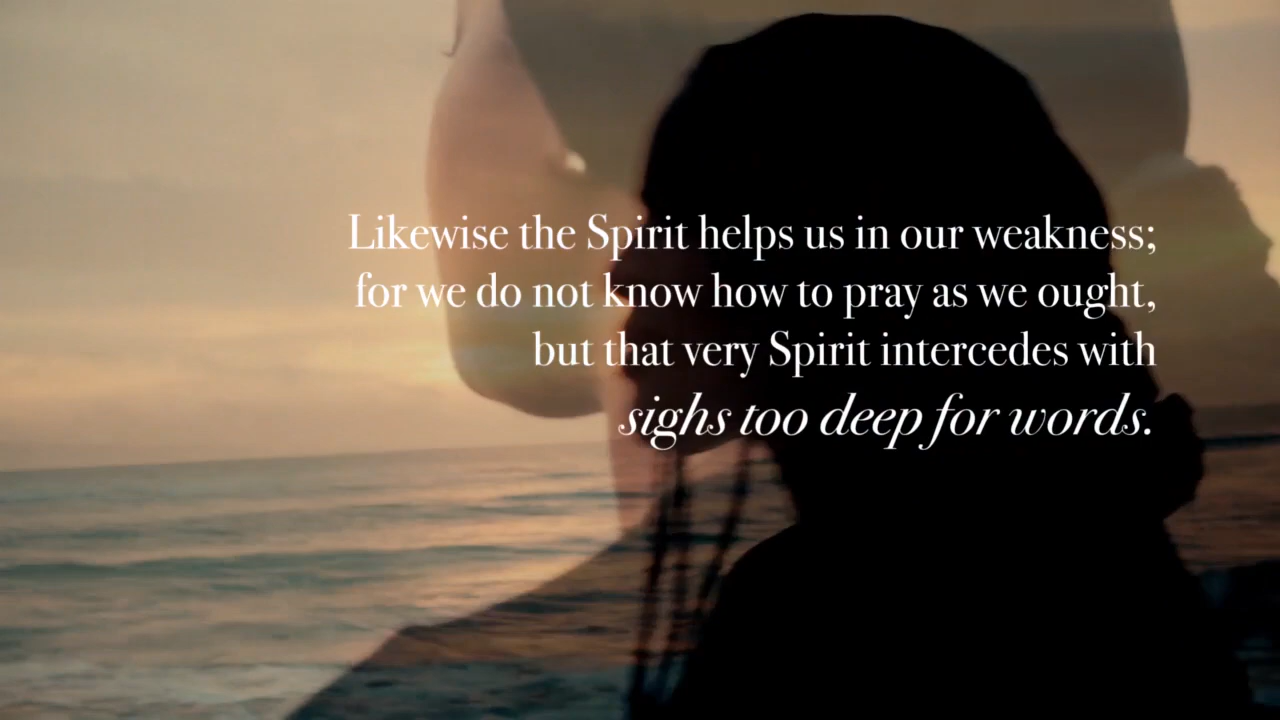 Likewise the Spirit helps us in our weakness;
for we do not know how to pray as we ought,
but that very Spirit intercedes with
sighs too deep for words.